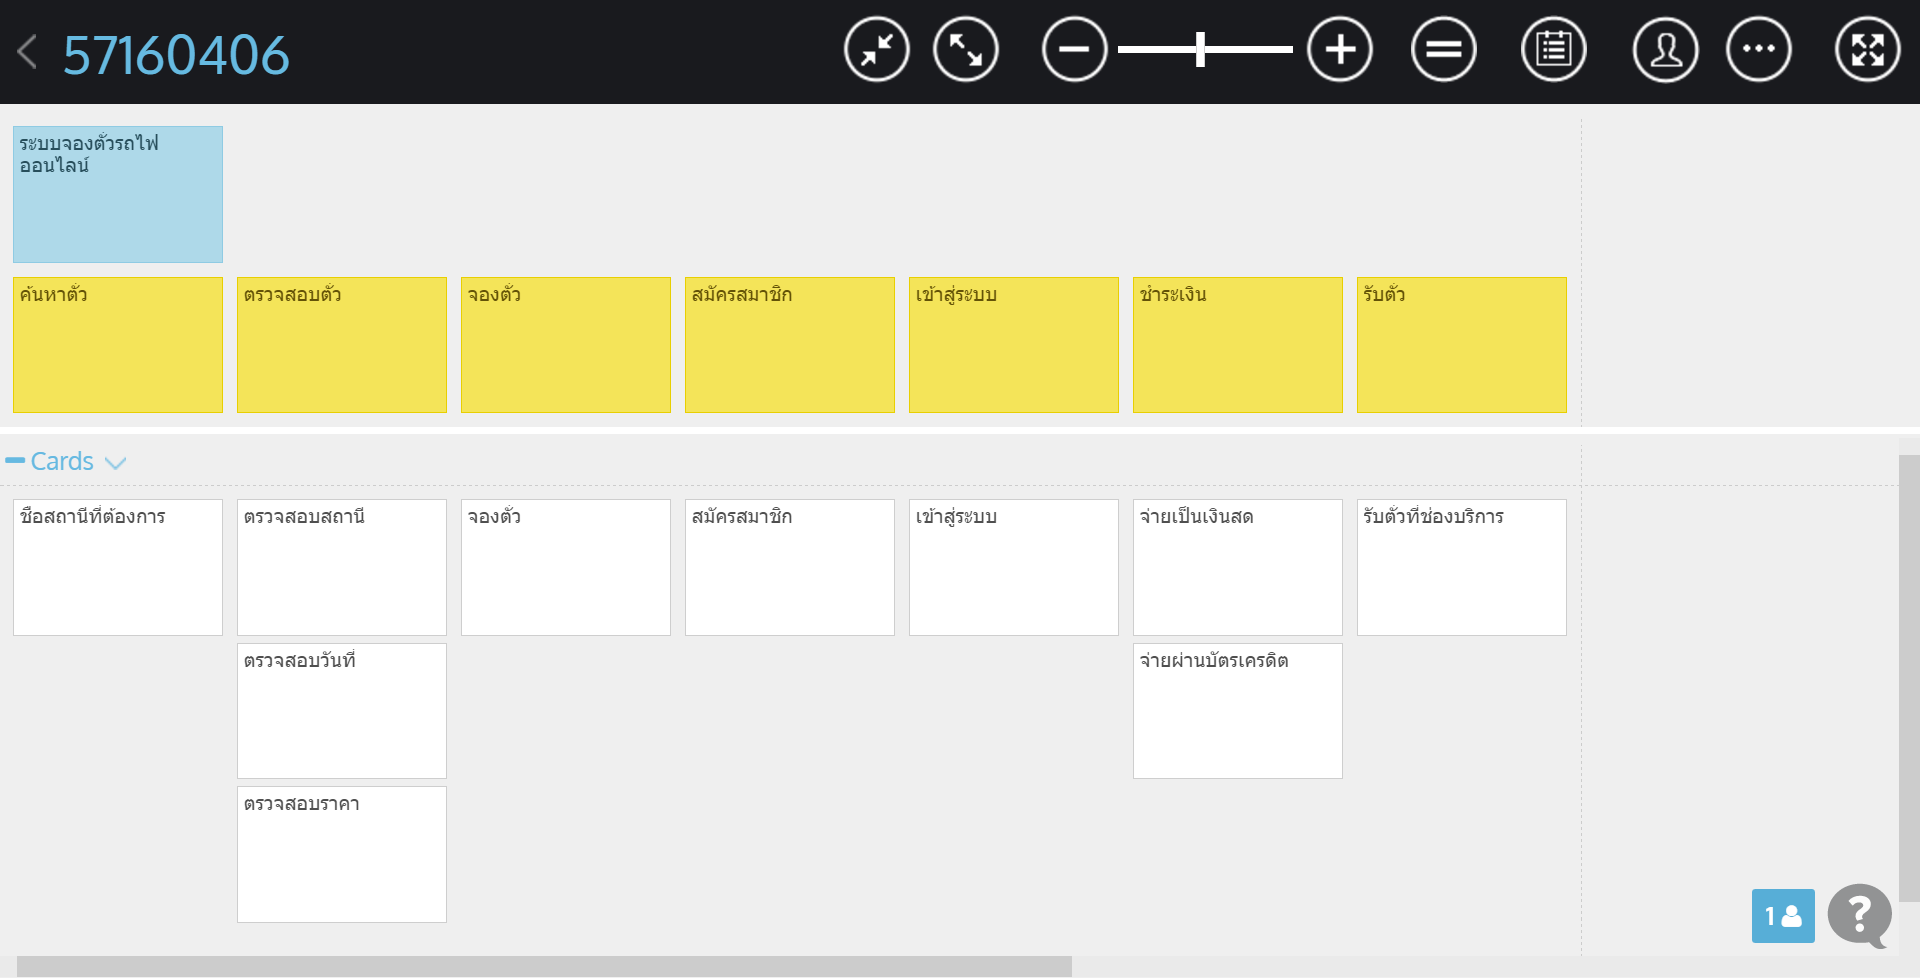 57160406
ระบบจองตั๋วรถไฟ
ออนไลน์
ค้นหาตั๋ว
ตรวจสอบตั๋ว
จองตั๋ว
สมัครสมาชิก
เข้าสู่ระบบ
ชำระเงิน
รับตั๋ว
Cards
ชือสถานีที่ต้องการ
ตรวจสอบสถานี
จองตั๋ว
สมัครสมาชิก
เข้าสู่ระบบ
จ่ายเป็นเงินสด
รับตั๋วที่ช่องบริการ
ตรวจสอบวันที่
จ่ายผ่านบัตรเครดิต
ตรวจสอบราคา
1
?